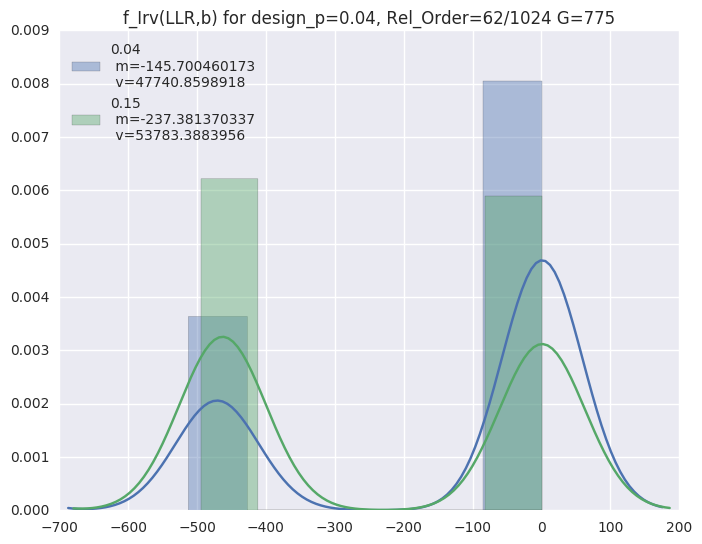 f_Irv(LLR,b) for design_p=0.04, Rel_Order=62/1024 G=775
0.009
0.008
0.007
0.006
0.005
0.004
0.003
0.002
0.001
0.000
0.04
m=-145.700460173
v=47740.8598918
0.15
m=-237.381370337
v=53783.3883956
−700 −600 −500 −400 −300 −200 −100 0 100 200